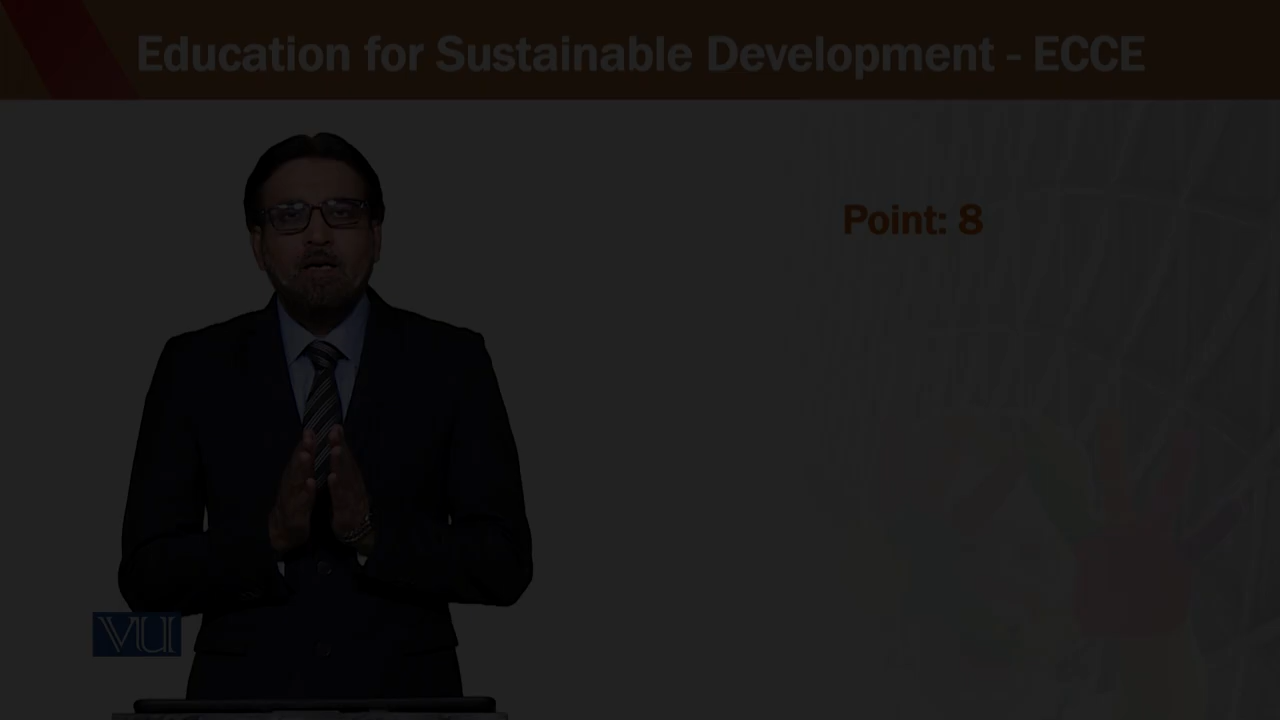 Education for Sustainable Development - ECCE
Point: 8
VU